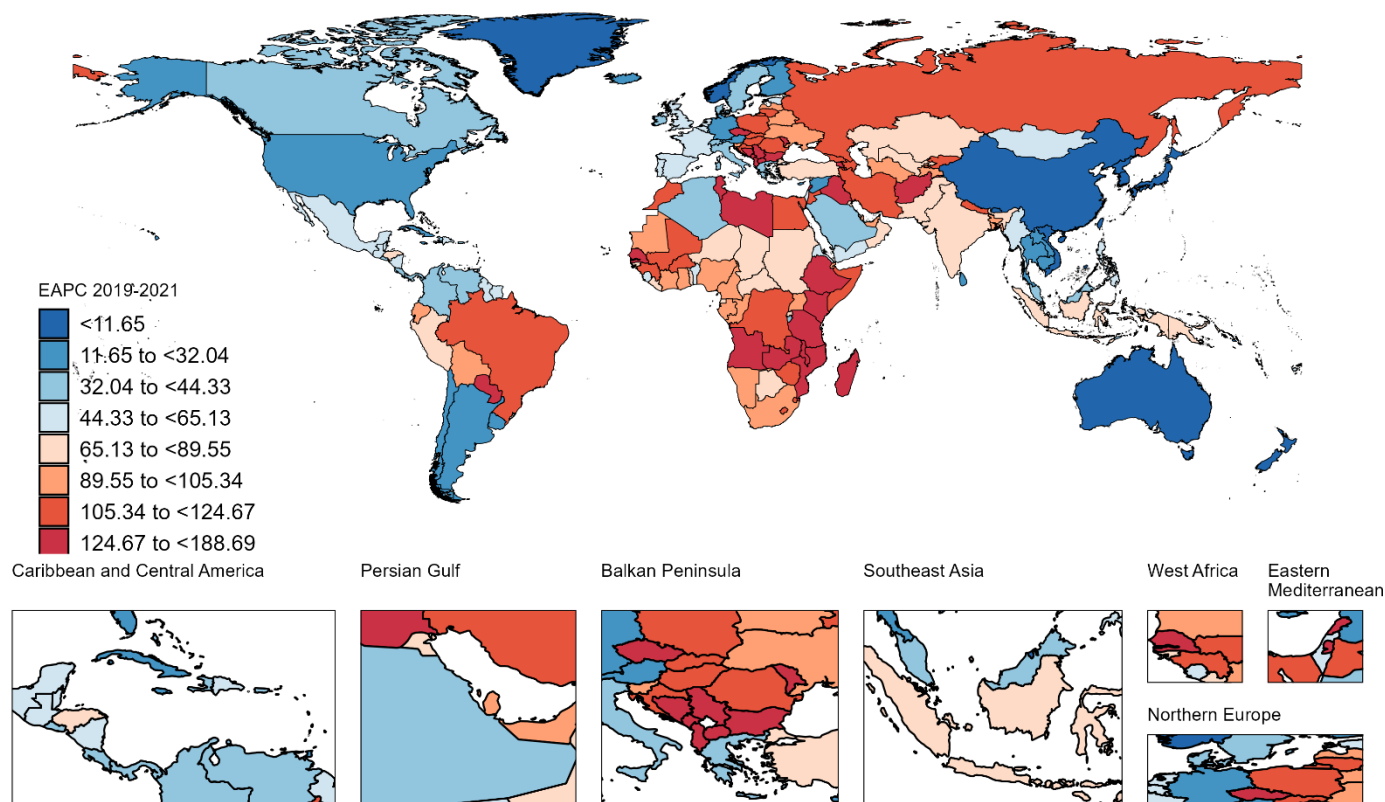 EAPC 2019-2021
<11.65
11.65 to <32.04
32.04 to <44.33
44.33 to <65.13
65.13 to <89.55
89.55 to <105.34
105.34 to <124.67
124.67 to <188.69
Caribbean and Central America
Persian Gulf
Balkan Peninsula
Southeast Asia
West Africa
Eastern
Mediterranean
Northern Europe